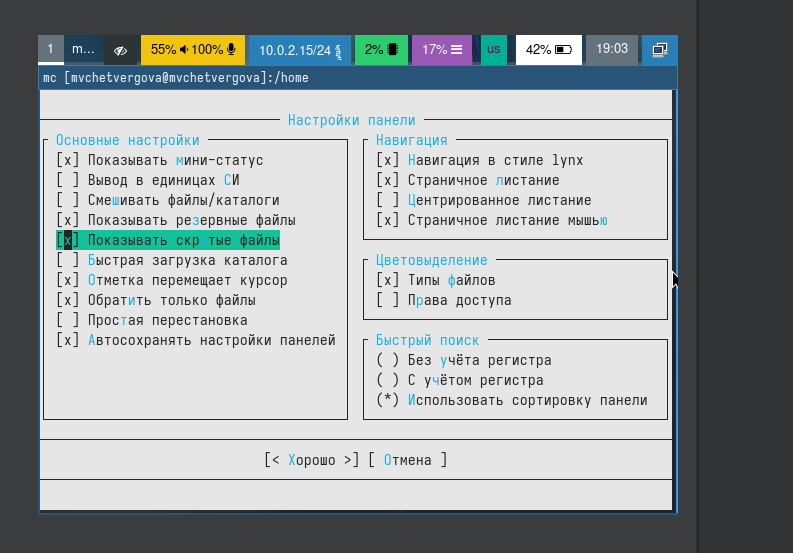 1 m... 55% 100% 10.0.2.15/24 2% 17% us 42% 19:03
mc [mvchetvergova@mvchetvergova]:/home
Настройки панели
Основные настройки
[x] Показывать мини-статус
[ ] Вывод в единицах СИ
[ ] Смешивать файлы/каталоги
[x] Показывать резервные файлы
[x] Показывать скрытые файлы
[ ] Быстрая загрузка каталога
[x] Отметка перемещает курсор
[x] Обратить только файлы
[ ] Простая перестановка
[x] Автосохранять настройки панелей
Навигация
[x] Навигация в стиле lynx
[x] Страничное листание
[ ] Центрированное листание
[x] Страничное листание мышью
Цветовыделение
[x] Типы файлов
[ ] Права доступа
Быстрый поиск
( ) Без учёта регистра
( ) С учётом регистра
(*) Использовать сортировку панели
[< Хорошо >] [ Отмена ]